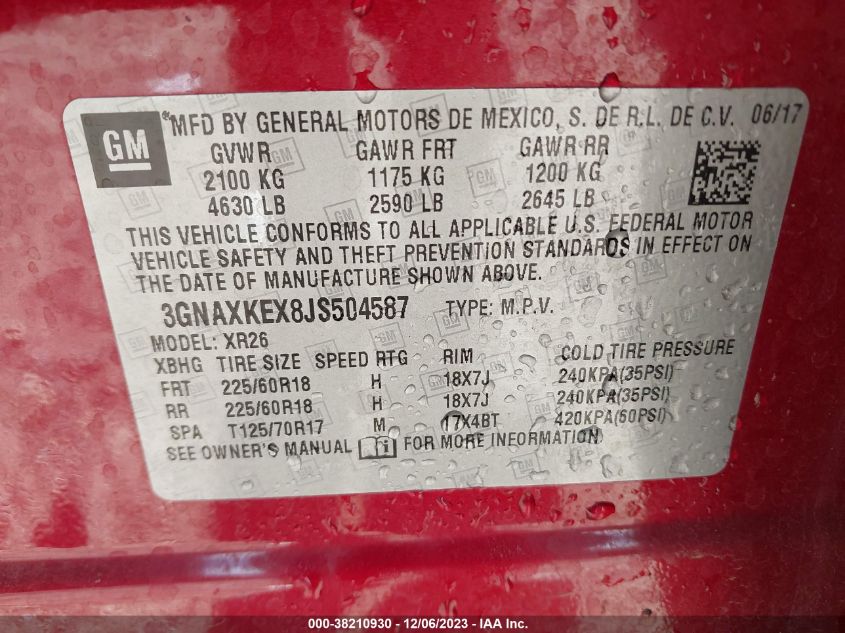 GM
®MFD BY GENERAL MOTORS DE MEXICO, S. DE R.L. DE C.V. 06/17
GVWR GAWR FRT GAWR RR
2100 KG 1175 KG 1200 KG
4630 LB 2590 LB 2645 LB
THIS VEHICLE CONFORMS TO ALL APPLICABLE U.S. FEDERAL MOTOR
VEHICLE SAFETY AND THEFT PREVENTION STANDARDS IN EFFECT ON
THE DATE OF MANUFACTURE SHOWN ABOVE.
3GNAXKEX8JS504587 TYPE: M.P.V.
MODEL: XR26
XBHG TIRE SIZE SPEED RTG RIM COLD TIRE PRESSURE
FRT 225/60R18 H 18X7J 240KPA(35PSI)
RR 225/60R18 H 18X7J 240KPA(35PSI)
SPA T125/70R17 M 17X4BT 420KPA(60PSI)
SEE OWNER'S MANUAL FOR MORE INFORMATION
000-38210930 - 12/06/2023 - IAA Inc.